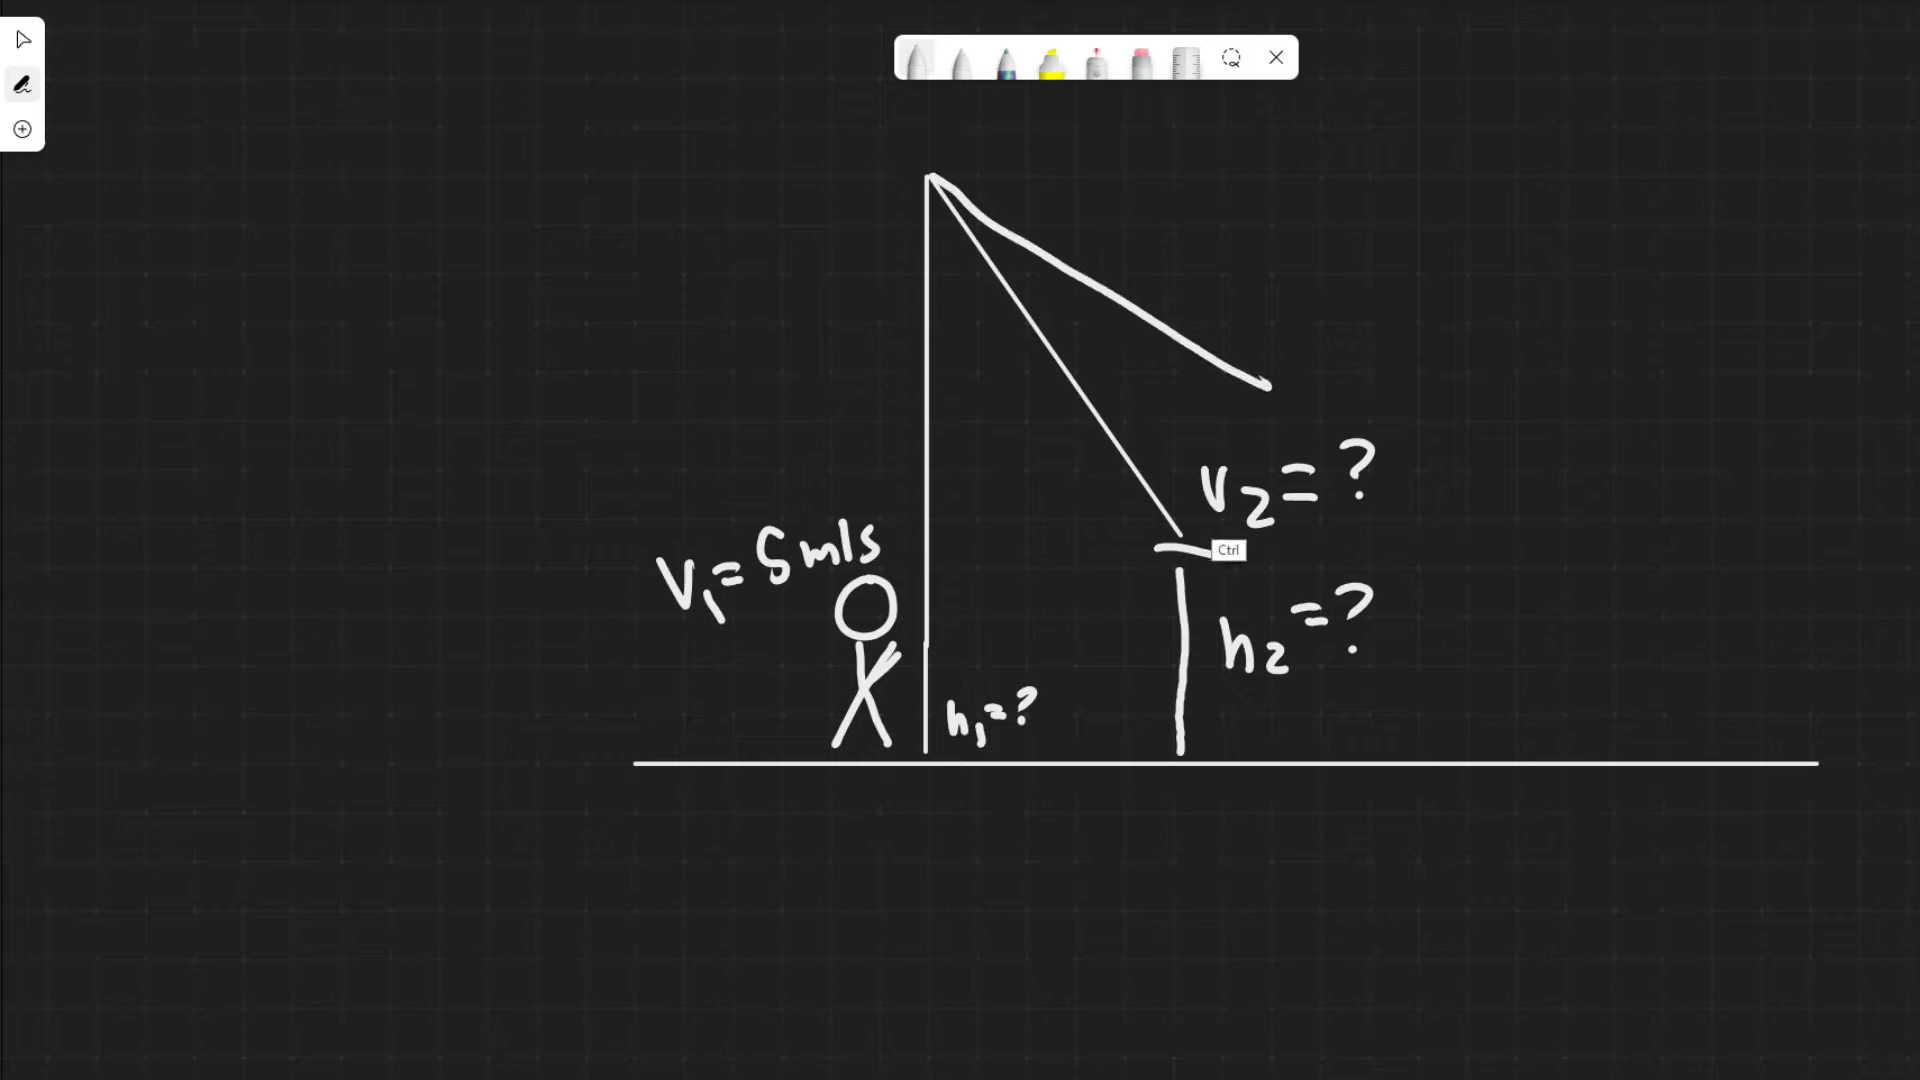 V₂=?
V₁=5m/s
Ctrl
h₂=?
h₁=?